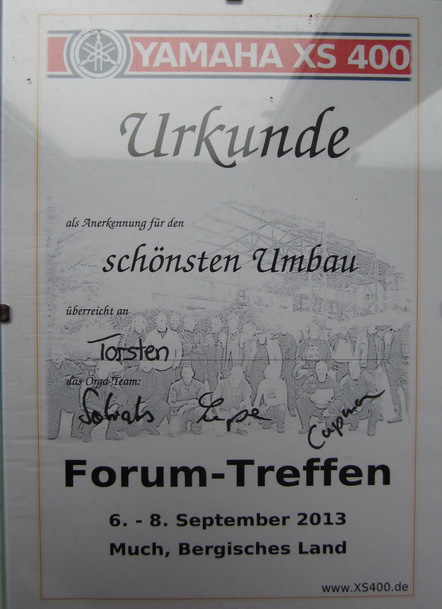 YAMAHA XS 400
Urkunde
als Anerkennung für den
schönsten Umbau
überreicht an
Torsten
das Orga-Team:
Forum-Treffen
6. - 8. September 2013
Much, Bergisches Land
www.XS400.de